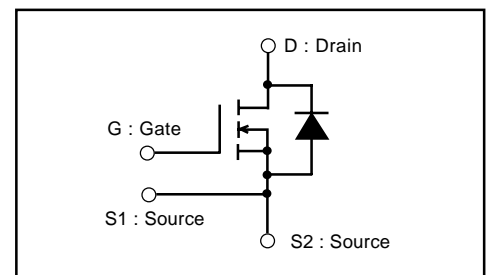 D : Drain
G : Gate
S1 : Source
S2 : Source